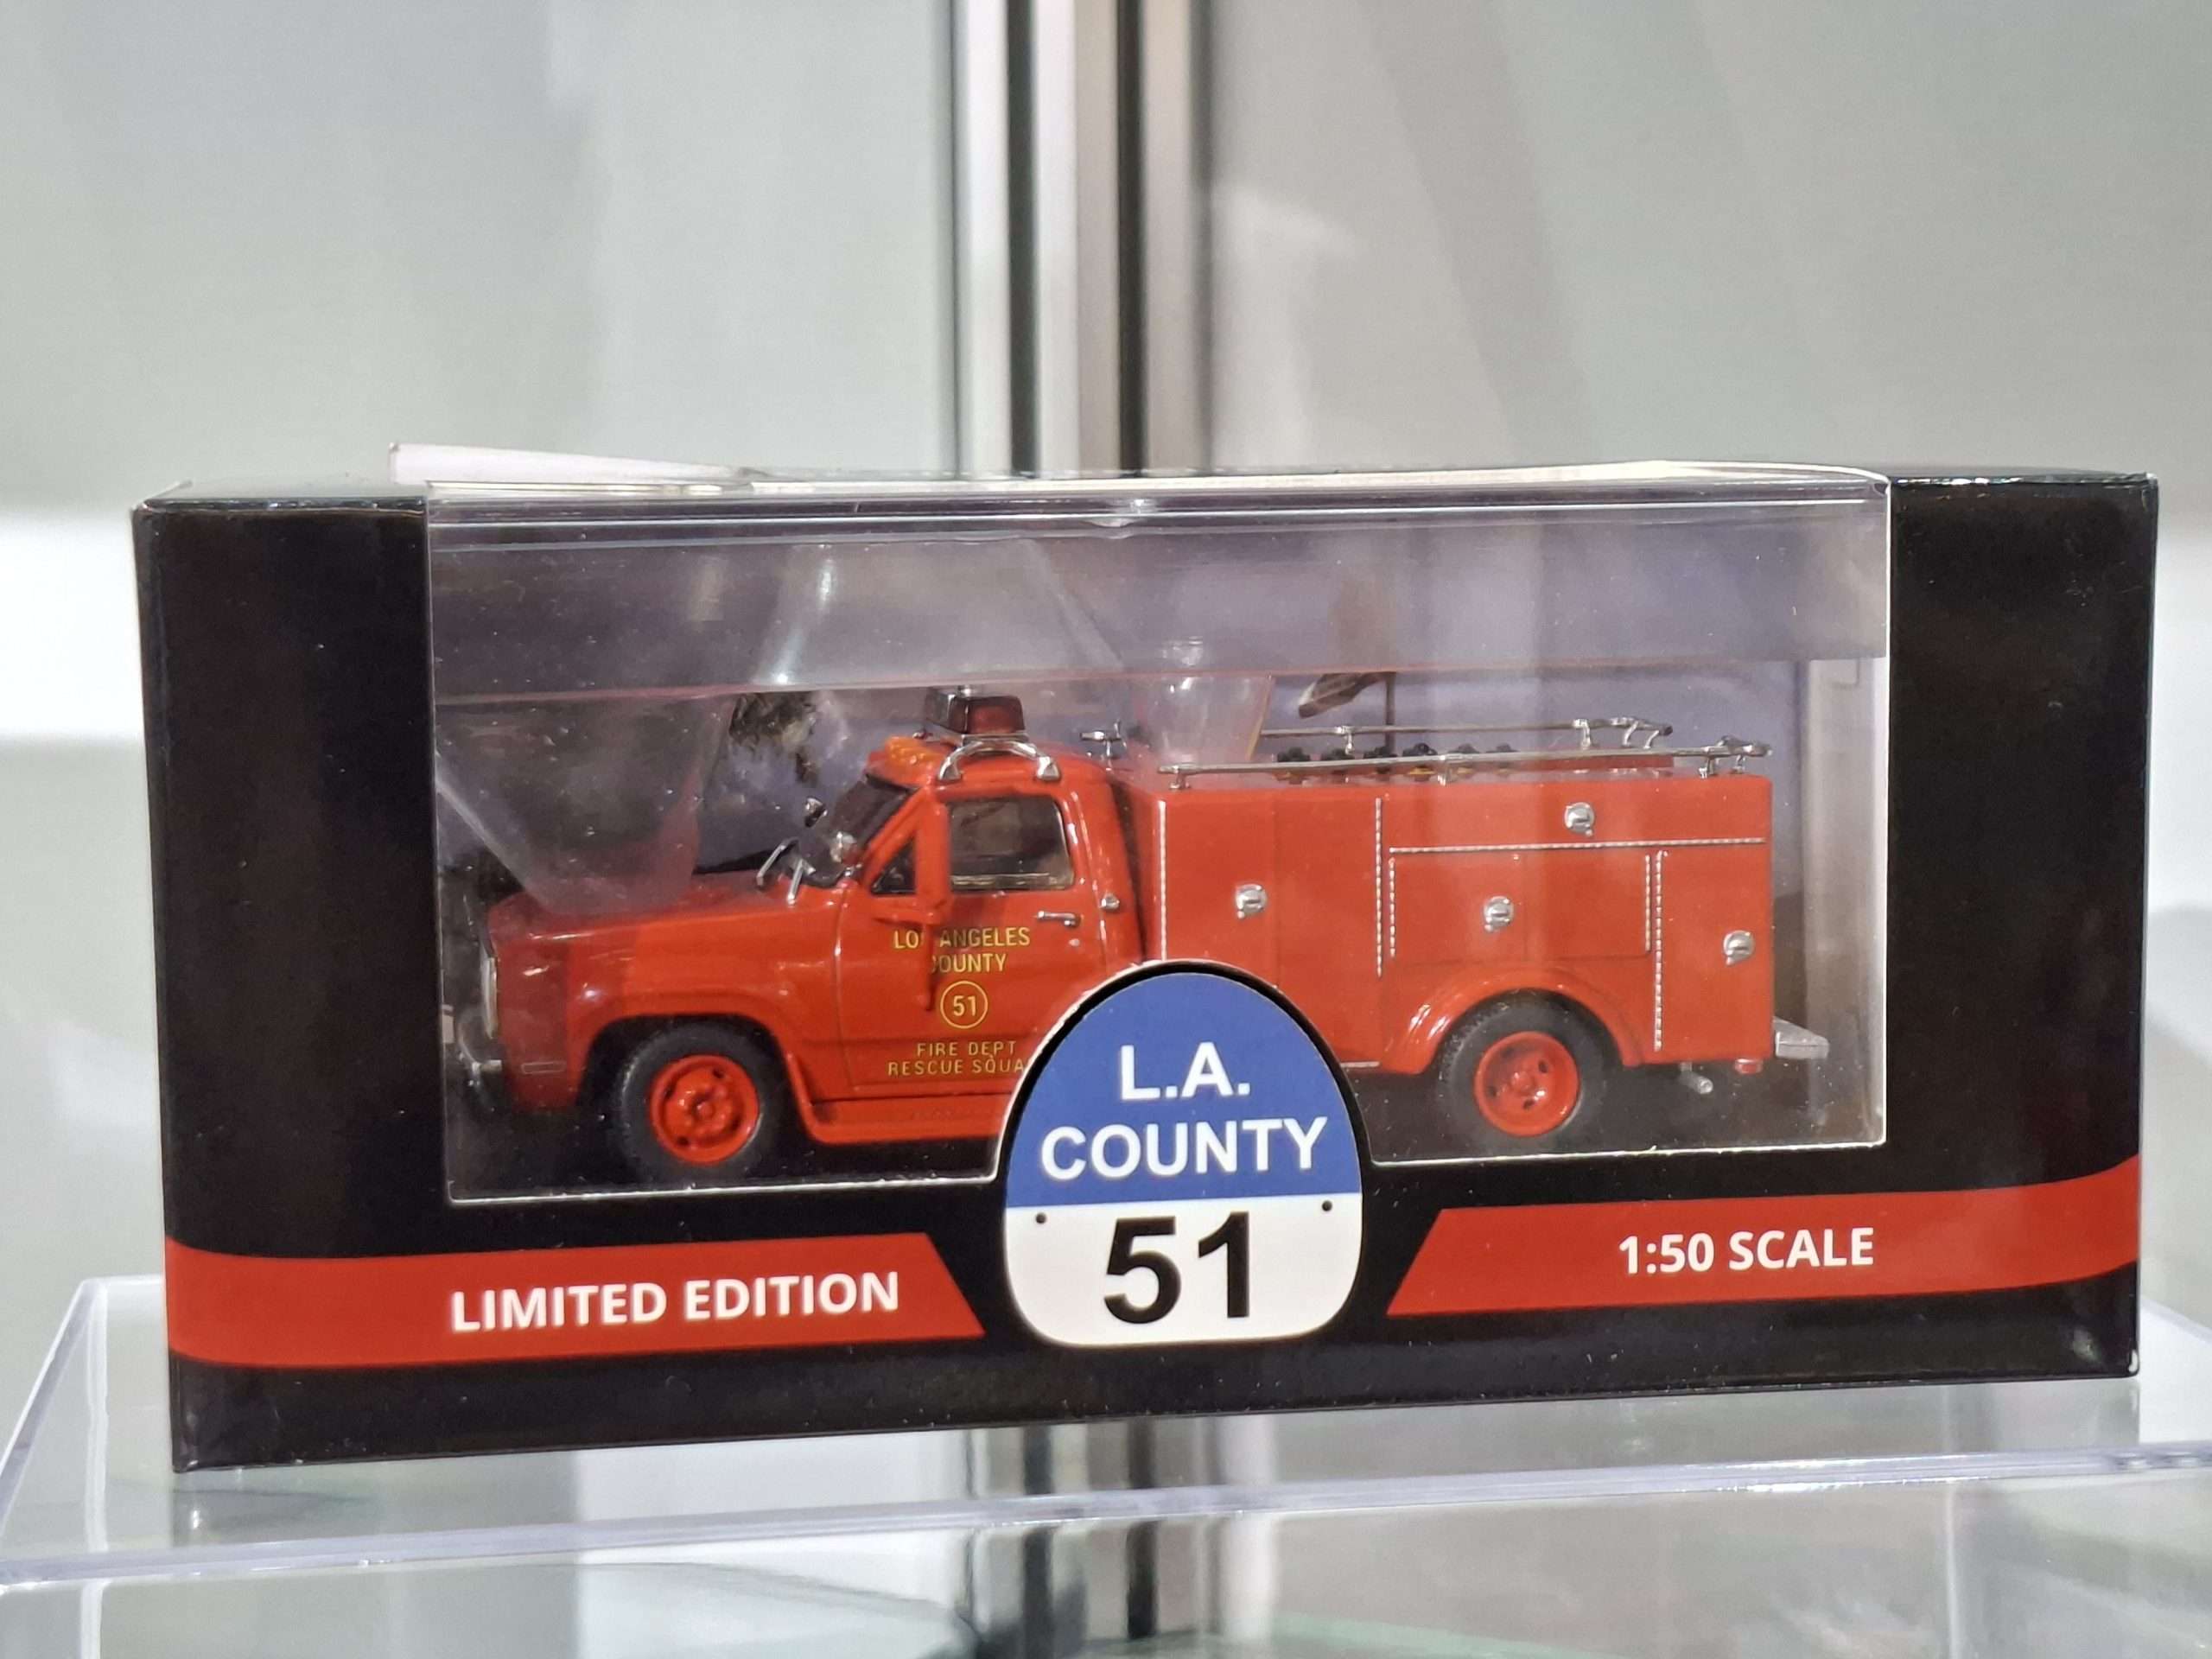 LOS ANGELES
COUNTY
51
FIRE DEPT
RESCUE SQUA
L.A.
COUNTY
51
LIMITED EDITION
1:50 SCALE